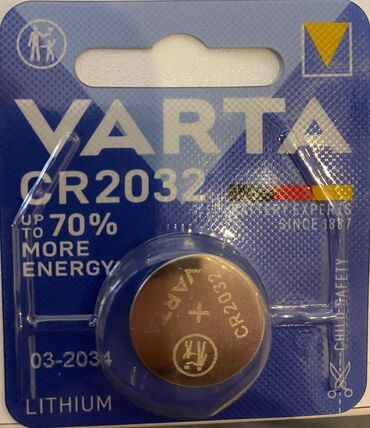 VARTA
CR2032
UP TO 70%
MORE
ENERGY
BATTERY EXPERTS
SINCE 1887
VARTA
+
CR2032
CHILD SAFETY
03-2034
LITHIUM